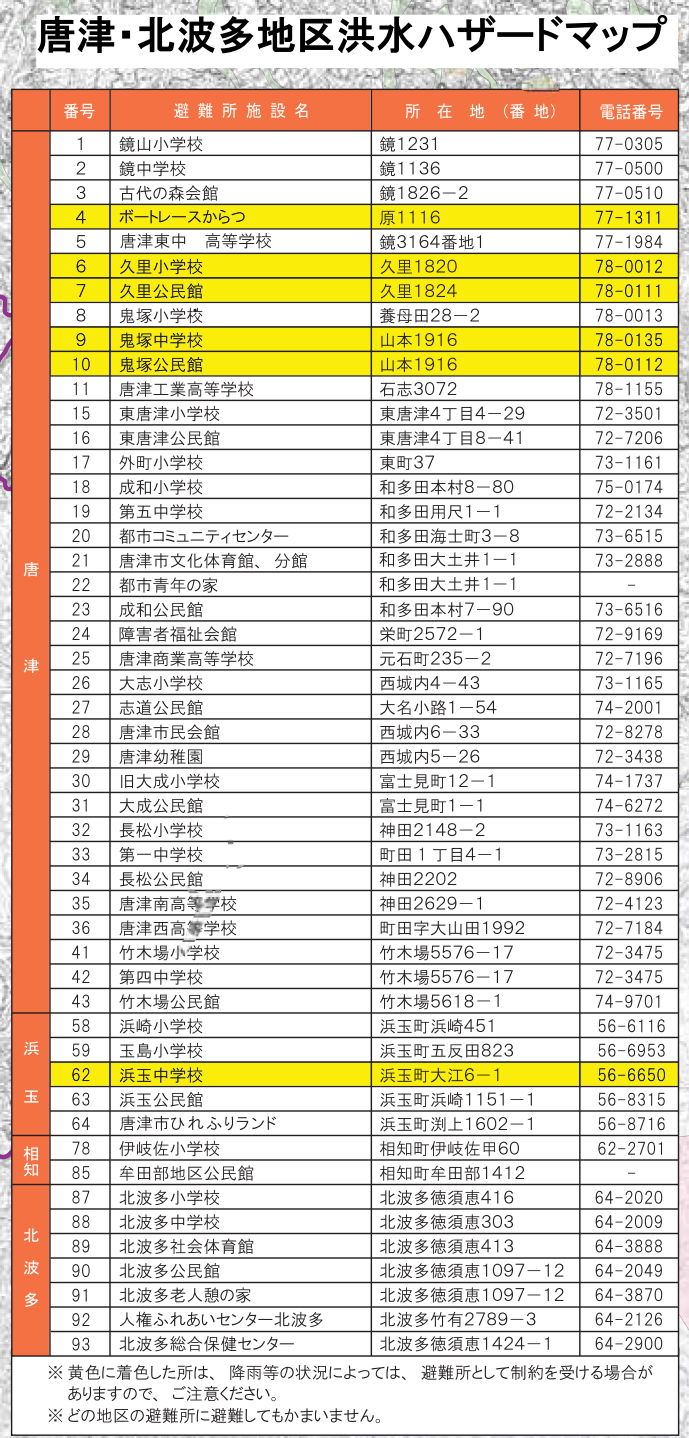 唐津・北波多地区洪水ハザードマップ
番号 避難所施設名 所在地（番地） 電話番号
唐津
1 鏡山小学校 鏡1231 77-0305
2 鏡中学校 鏡1136 77-0500
3 古代の森会館 鏡1826－2 77-0510
4 ボートレースからつ 原1116 77-1311
5 唐津東中　高等学校 鏡3164番地1 77-1984
6 久里小学校 久里1820 78-0012
7 久里公民館 久里1824 78-0111
8 鬼塚小学校 養母田28－2 78-0013
9 鬼塚中学校 山本1916 78-0135
10 鬼塚公民館 山本1916 78-0112
11 唐津工業高等学校 石志3072 78-1155
15 東唐津小学校 東唐津4丁目4－29 72-3501
16 東唐津公民館 東唐津4丁目8－41 72-7206
17 外町小学校 東町37 73-1161
18 成和小学校 和多田本村8－80 75-0174
19 第五中学校 和多田用尺1－1 72-2134
20 都市コミュニティセンター 和多田海士町3－8 73-6515
21 唐津市文化体育館、分館 和多田大土井1－1 73-2888
22 都市青年の家 和多田大土井1－1 -
23 成和公民館 和多田本村7－90 73-6516
24 障害者福祉会館 栄町2572－1 72-9169
25 唐津商業高等学校 元石町235－2 72-7196
26 大志小学校 西城内4－43 73-1165
27 志道公民館 大名小路1－54 74-2001
28 唐津市民会館 西城内6－33 72-8278
29 唐津幼稚園 西城内5－26 72-3438
30 旧大成小学校 富士見町12－1 74-1737
31 大成公民館 富士見町1－1 74-6272
32 長松小学校 神田2148－2 73-1163
33 第一中学校 町田１丁目4－1 73-2815
34 長松公民館 神田2202 72-8906
35 唐津南高等学校 神田2629－1 72-4123
36 唐津西高等学校 町田字大山田1992 72-7184
41 竹木場小学校 竹木場5576－17 72-3475
42 第四中学校 竹木場5576－17 72-3475
43 竹木場公民館 竹木場5618－1 74-9701
浜玉
58 浜崎小学校 浜玉町浜崎451 56-6116
59 玉島小学校 浜玉町五反田823 56-6953
62 浜玉中学校 浜玉町大江6－1 56-6650
63 浜玉公民館 浜玉町浜崎1151－1 56-8315
64 唐津市ひれふりランド 浜玉町渕上1602－1 56-8716
相知
78 伊岐佐小学校 相知町伊岐佐甲60 62-2701
85 牟田部地区公民館 相知町牟田部1412 -
北波多
87 北波多小学校 北波多徳須恵416 64-2020
88 北波多中学校 北波多徳須恵303 64-2009
89 北波多社会体育館 北波多徳須恵413 64-3888
90 北波多公民館 北波多徳須恵1097－12 64-2049
91 北波多老人憩の家 北波多徳須恵1097－12 64-3870
92 人権ふれあいセンター北波多 北波多竹有2789－3 64-2126
93 北波多総合保健センター 北波多徳須恵1424－1 64-2900
※黄色に着色した所は、降雨等の状況によっては、避難所として制約を受ける場合が
ありますので、ご注意ください。
※どの地区の避難所に避難してもかまいません。